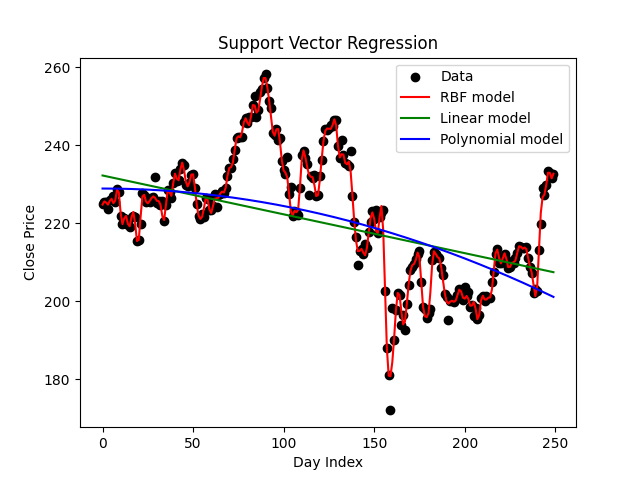 Support Vector Regression
Close Price
260
240
220
200
180
Data
RBF model
Linear model
Polynomial model
0 50 100 150 200 250
Day Index